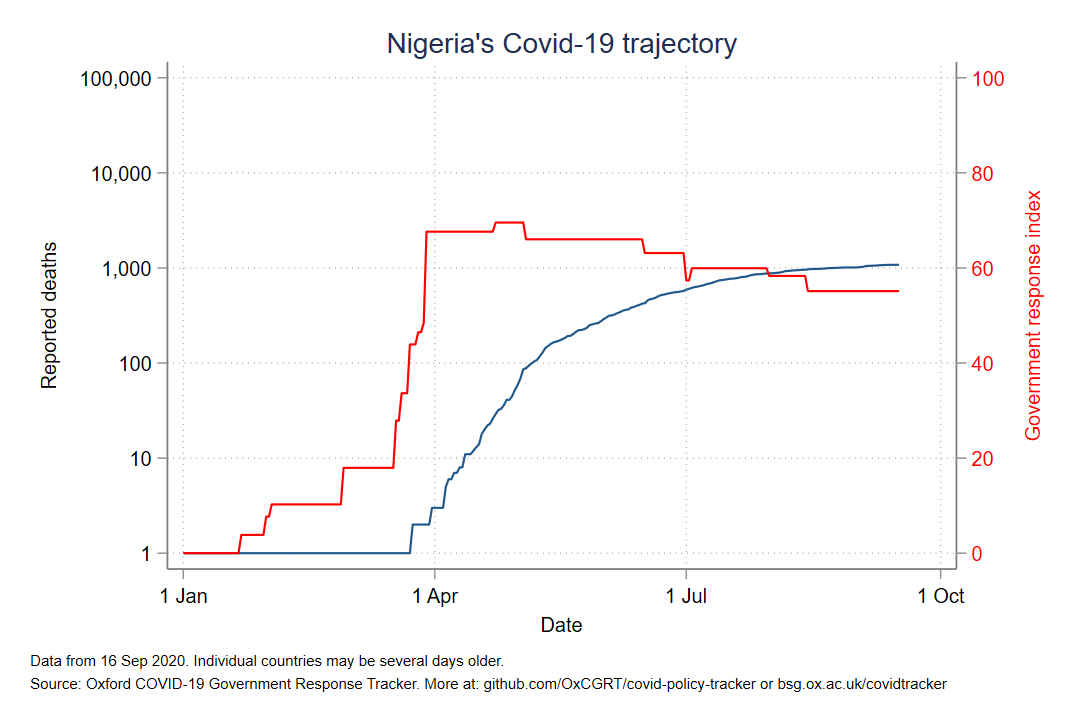 Nigeria's Covid-19 trajectory
100,000
10,000
1,000
100
10
1
Reported deaths
100
80
60
40
20
0
Government response index
1 Jan
1 Apr
1 Jul
1 Oct
Date
Data from 16 Sep 2020. Individual countries may be several days older.
Source: Oxford COVID-19 Government Response Tracker. More at: github.com/OxCGRT/covid-policy-tracker or bsg.ox.ac.uk/covidtracker